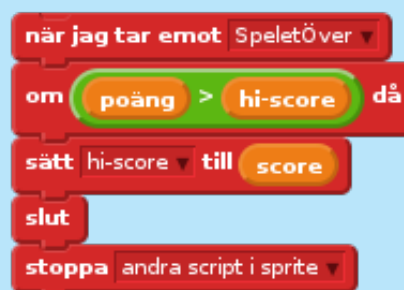 när jag tar emot SpeletÖver
om poäng > hi-score då
sätt hi-score till score
slut
stoppa andra script i sprite